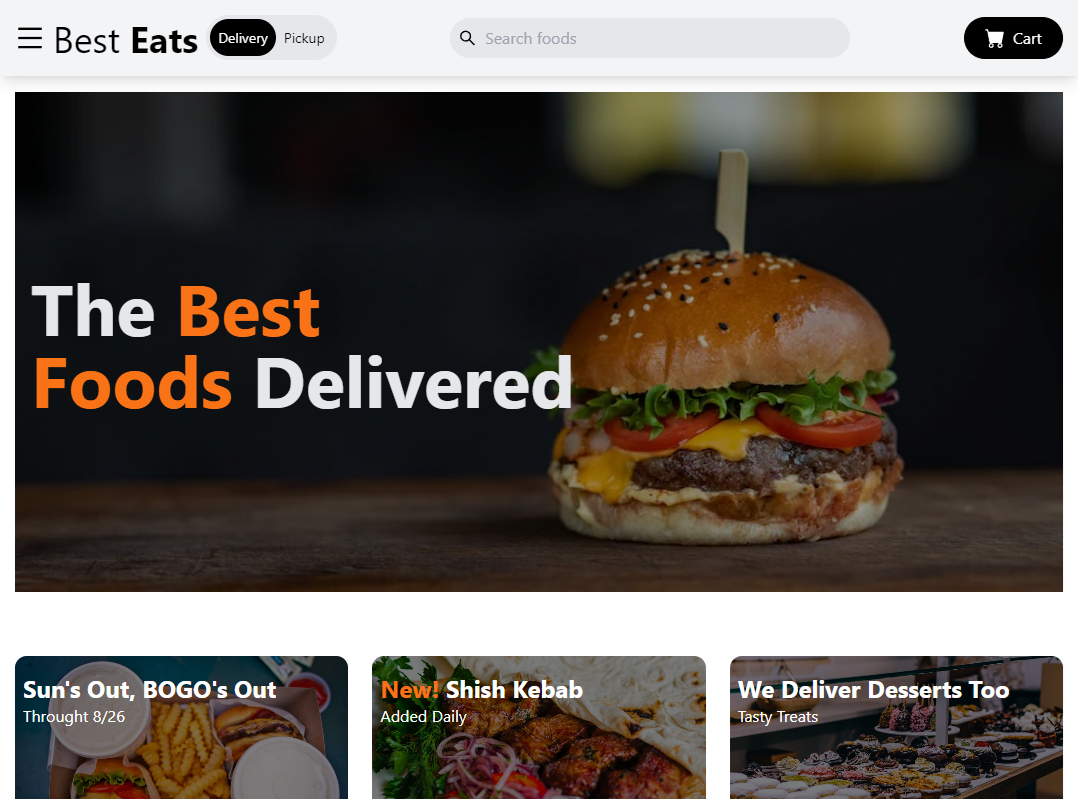 Best Eats
Delivery
Pickup
Search foods
Cart
The Best
Foods Delivered
Sun's Out, BOGO's Out
Throught 8/26
New! Shish Kebab
Added Daily
We Deliver Desserts Too
Tasty Treats